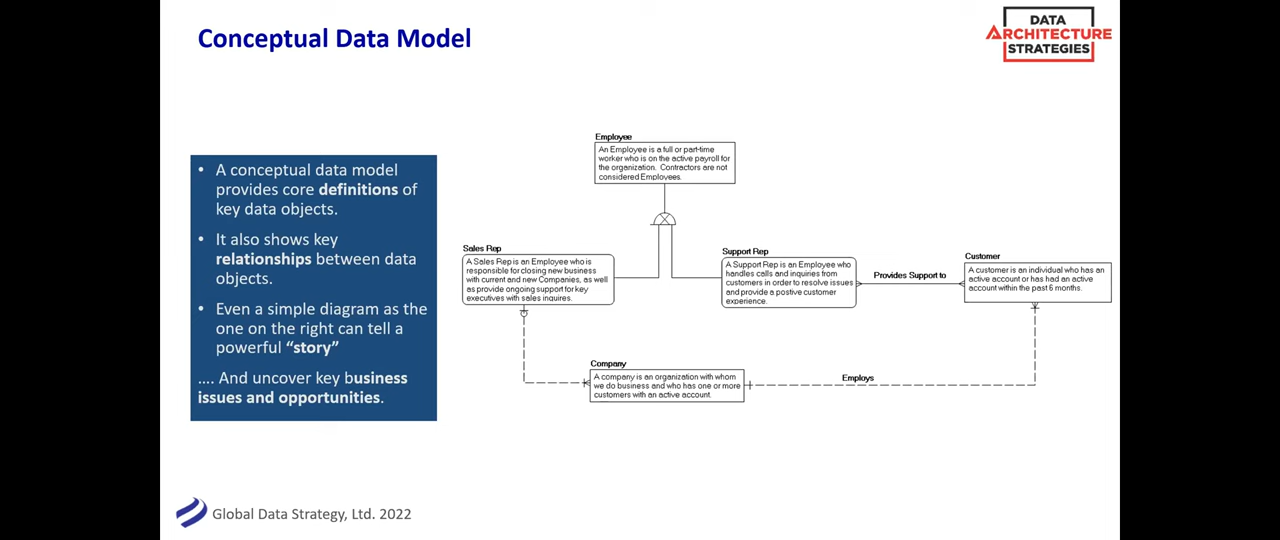 Conceptual Data Model
DATA
ARCHITECTURE
STRATEGIES
• A conceptual data model
provides core definitions of
key data objects.
• It also shows key
relationships between data
objects.
• Even a simple diagram as the
one on the right can tell a
powerful “story”
…. And uncover key business
issues and opportunities.
Employee
An Employee is a full or part-time
worker who is on the active payroll for
the organization. Contractors are not
considered Employees.
Sales Rep
A Sales Rep is an Employee who is
responsible for closing new business
with current and new Companies, as well
as provide ongoing support for key
executives with sales inquires.
Support Rep
A Support Rep is an Employee who
handles calls and inquiries from
customers in order to resolve issues
and provide a postive customer
experience.
Provides Support to
Customer
A customer is an individual who has an
active account or has had an active
account within the past 6 months.
Company
A company is an organization with whom
we do business and who has one or more
customers with an active account.
Employs
Global Data Strategy, Ltd. 2022